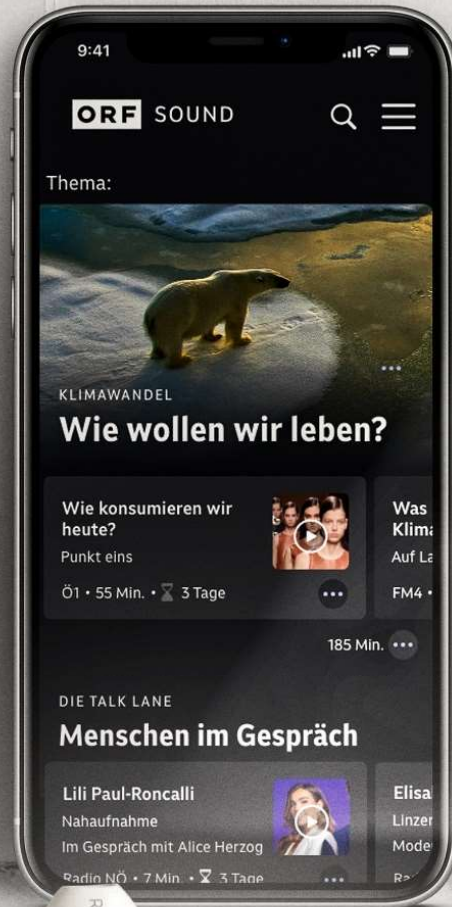 9:41
ORF SOUND
Thema:
KLIMAWANDEL
Wie wollen wir leben?
Wie konsumieren wir
heute?
Punkt eins
Ö1 • 55 Min. • 3 Tage
Was
Klima
Auf La
FM4 •
185 Min.
DIE TALK LANE
Menschen im Gespräch
Lili Paul-Roncalli
Nahaufnahme
Im Gespräch mit Alice Herzog
Radio NÖ • 7 Min. • 3 Tage
Elisa
Linzer
Mode
Ra